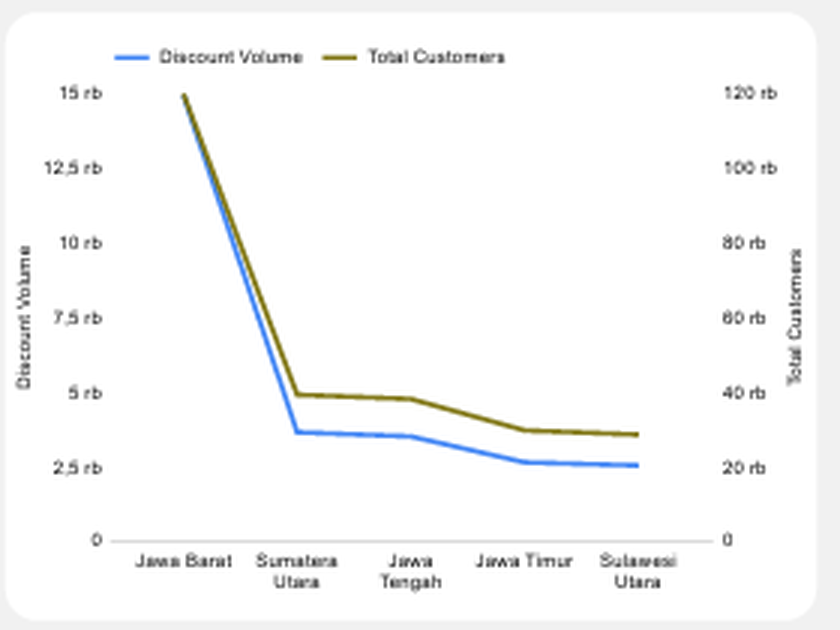 Discount Volume Total Customers
15 rb
12,5 rb
10 rb
7,5 rb
5 rb
2,5 rb
0
Discount Volume
120 rb
100 rb
80 rb
60 rb
40 rb
20 rb
0
Total Customers
Jawa Barat Sumatera Jawa Jawa Timur Sulawesi
Utara Tengah Utara